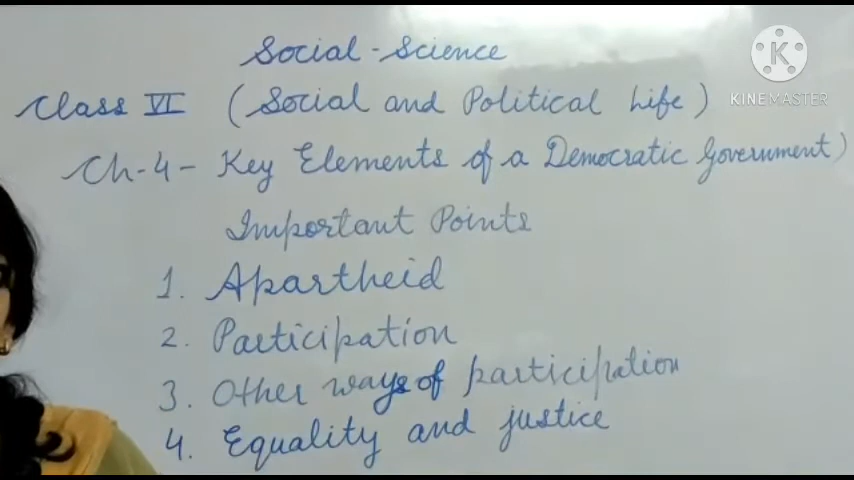 Social-Science
Class VI (Social and Political Life)
Ch-4- Key Elements of a Democratic Government)
Important Points
1. Apartheid
2. Participation
3. Other ways of participation
4. Equality and justice
K
KINEMASTER